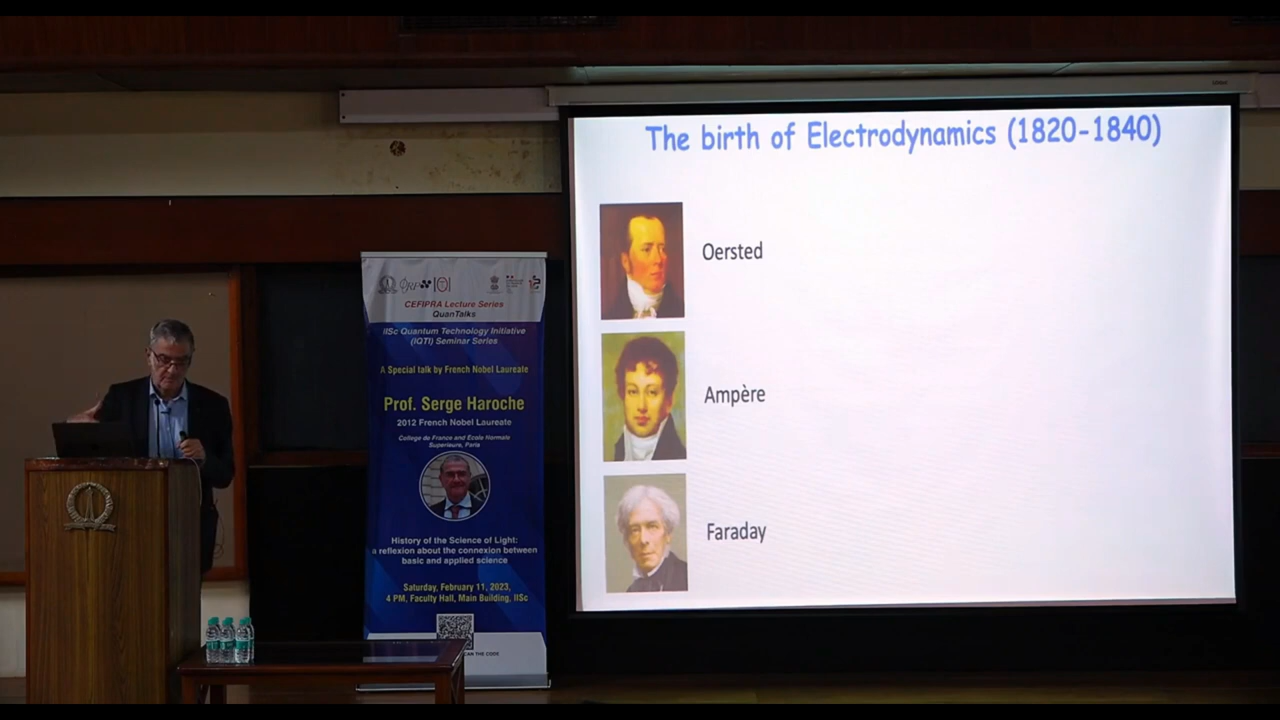 The birth of Electrodynamics (1820-1840)
Oersted
Ampère
Faraday
CEFIPRA Lecture Series
QuanTalks
IISc Quantum Technology Initiative
(IQTI) Seminar Series
A Special talk by French Nobel Laureate
Prof. Serge Haroche
2012 French Nobel Laureate
College de France and Ecole Normale
Superieure, Paris
History of the Science of Light:
a reflexion about the connexion between
basic and applied science
Saturday, February 11, 2023,
4 PM, Faculty Hall, Main Building, IISc
CAN THE CODE